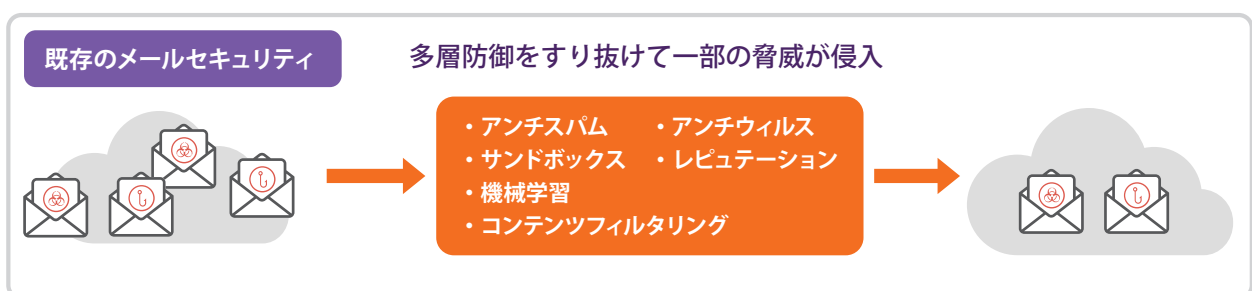 既存のメールセキュリティ
多層防御をすり抜けて一部の脅威が侵入
・アンチスパム ・アンチウィルス
・サンドボックス ・レピュテーション
・機械学習
・コンテンツフィルタリング